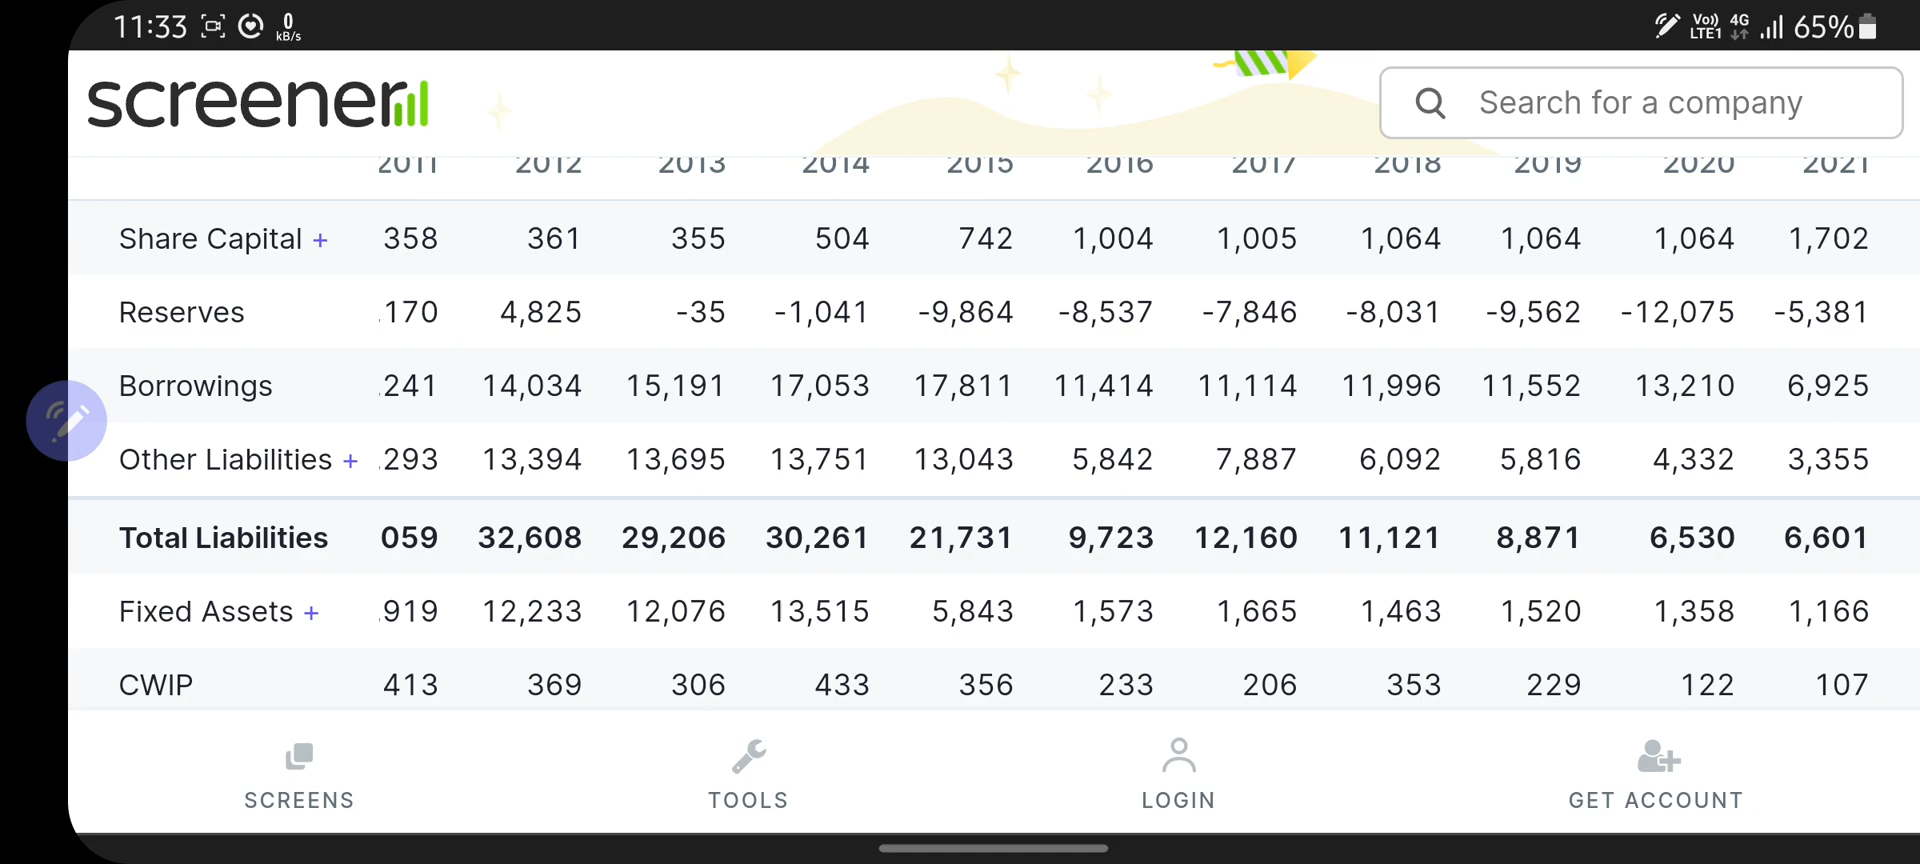 11:33 0 kB/s Vo)) LTE1 4G 65%
screener Search for a company
2011 2012 2013 2014 2015 2016 2017 2018 2019 2020 2021
Share Capital + 358 361 355 504 742 1,004 1,005 1,064 1,064 1,064 1,702
Reserves .170 4,825 -35 -1,041 -9,864 -8,537 -7,846 -8,031 -9,562 -12,075 -5,381
Borrowings .241 14,034 15,191 17,053 17,811 11,414 11,114 11,996 11,552 13,210 6,925
Other Liabilities + .293 13,394 13,695 13,751 13,043 5,842 7,887 6,092 5,816 4,332 3,355
Total Liabilities 059 32,608 29,206 30,261 21,731 9,723 12,160 11,121 8,871 6,530 6,601
Fixed Assets + .919 12,233 12,076 13,515 5,843 1,573 1,665 1,463 1,520 1,358 1,166
CWIP 413 369 306 433 356 233 206 353 229 122 107
SCREENS TOOLS LOGIN GET ACCOUNT